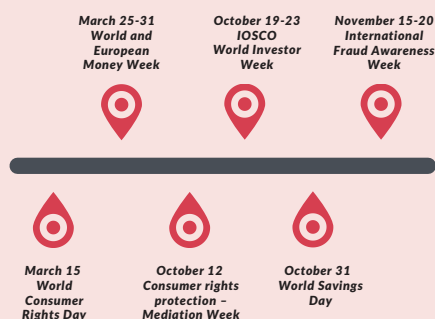 March 25-31
World and
European
Money Week
October 19-23
IOSCO
World Investor
Week
November 15-20
International
Fraud Awareness
Week
March 15
World
Consumer
Rights Day
October 12
Consumer rights
protection –
Mediation Week
October 31
World Savings
Day